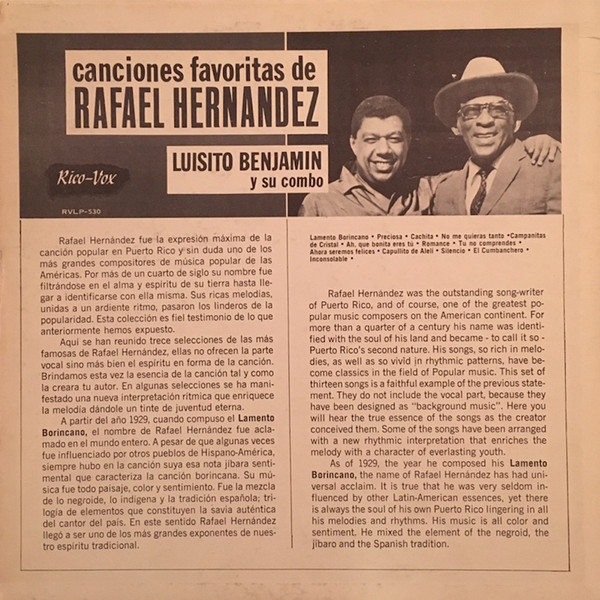 canciones favoritas de
RAFAEL HERNANDEZ
LUISITO BENJAMIN
y su combo
Rico-Vox
RVL.P-530
Rafael Hernández fue la expresión máxima de la
canción popular en Puerto Rico y sin duda uno de los
más grandes compositores de música popular de las
Américas. Por más de un cuarto de siglo su nombre fue
filtrándose en el alma y espíritu de su tierra hasta lle-
gar a identificarse con ella misma. Sus ricas melodías,
unidas a un ardiente ritmo, pasaron los linderos de la
popularidad. Esta colección es fiel testimonio de lo que
anteriormente hemos expuesto.
Aquí se han reunido trece selecciones de las más
famosas de Rafael Hernández, ellas no ofrecen la parte
vocal sino más bien el espíritu en forma de la canción.
Brindamos esta vez la esencia de la canción tal y como
la creara tu autor. En algunas selecciones se ha mani-
festado una nueva interpretación rítmica que enriquece
la melodía dándole un tinte de juventud eterna.
A partir del año 1929, cuando compuso el Lamento
Borincano, el nombre de Rafael Hernández fue acla-
mado en el mundo entero. A pesar de que algunas veces
fue influenciado por otros pueblos de Hispano-América,
siempre hubo en la canción suya esa nota jíbara senti-
mental que caracteriza la canción borincana. Su mú-
sica fue todo paisaje, color y sentimiento. Fue la mezcla
de lo negroide, lo indígena y la tradición española; tri-
logía de elementos que constituyen la savia auténtica
del cantor del país. En este sentido Rafael Hernández
llegó a ser uno de los más grandes exponentes de nues-
tro espíritu tradicional.
Lamento Borincano • Preciosa • Cachita • No me quieras tanto •Campanitas
de Cristal • Ah, que bonita eres tú • Romance • Tu no comprendes •
Ahora seremos felices • Capullito de Aleli • Silencio • El Cumbanchero •
Inconsolable •
Rafael Hernández was the outstanding song-writer
of Puerto Rico, and of course, one of the greatest po-
pular music composers on the American continent. For
more than a quarter of a century his name was identi-
fied with the soul of his land and became - to call it so -
Puerto Rico's second nature. His songs, so rich in melo-
dies, as well as so vivid jn rhythmic patterns, have be-
come classics in the field of Popular music. This set of
thirteen songs is a faithful example of the previous state-
ment. They do not include the vocal part, because they
have been designed as "background music". Here you
will hear the true essence of the songs as the creator
conceived them. Some of the songs have been arranged
with a new rhythmic interpretation that enriches the
melody with a character of everlasting youth.
As of 1929, the year he composed his Lamento
Borincano, the name of Rafael Hernández has had uni-
versal acclaim. It is true that he was very seldom in-
fluenced by other Latin-American essences, yet there
is always the soul of his own Puerto Rico lingering in all
his melodies and rhythms. His music is all color and
sentiment. He mixed the element of the negroid, the
jíbaro and the Spanish tradition.